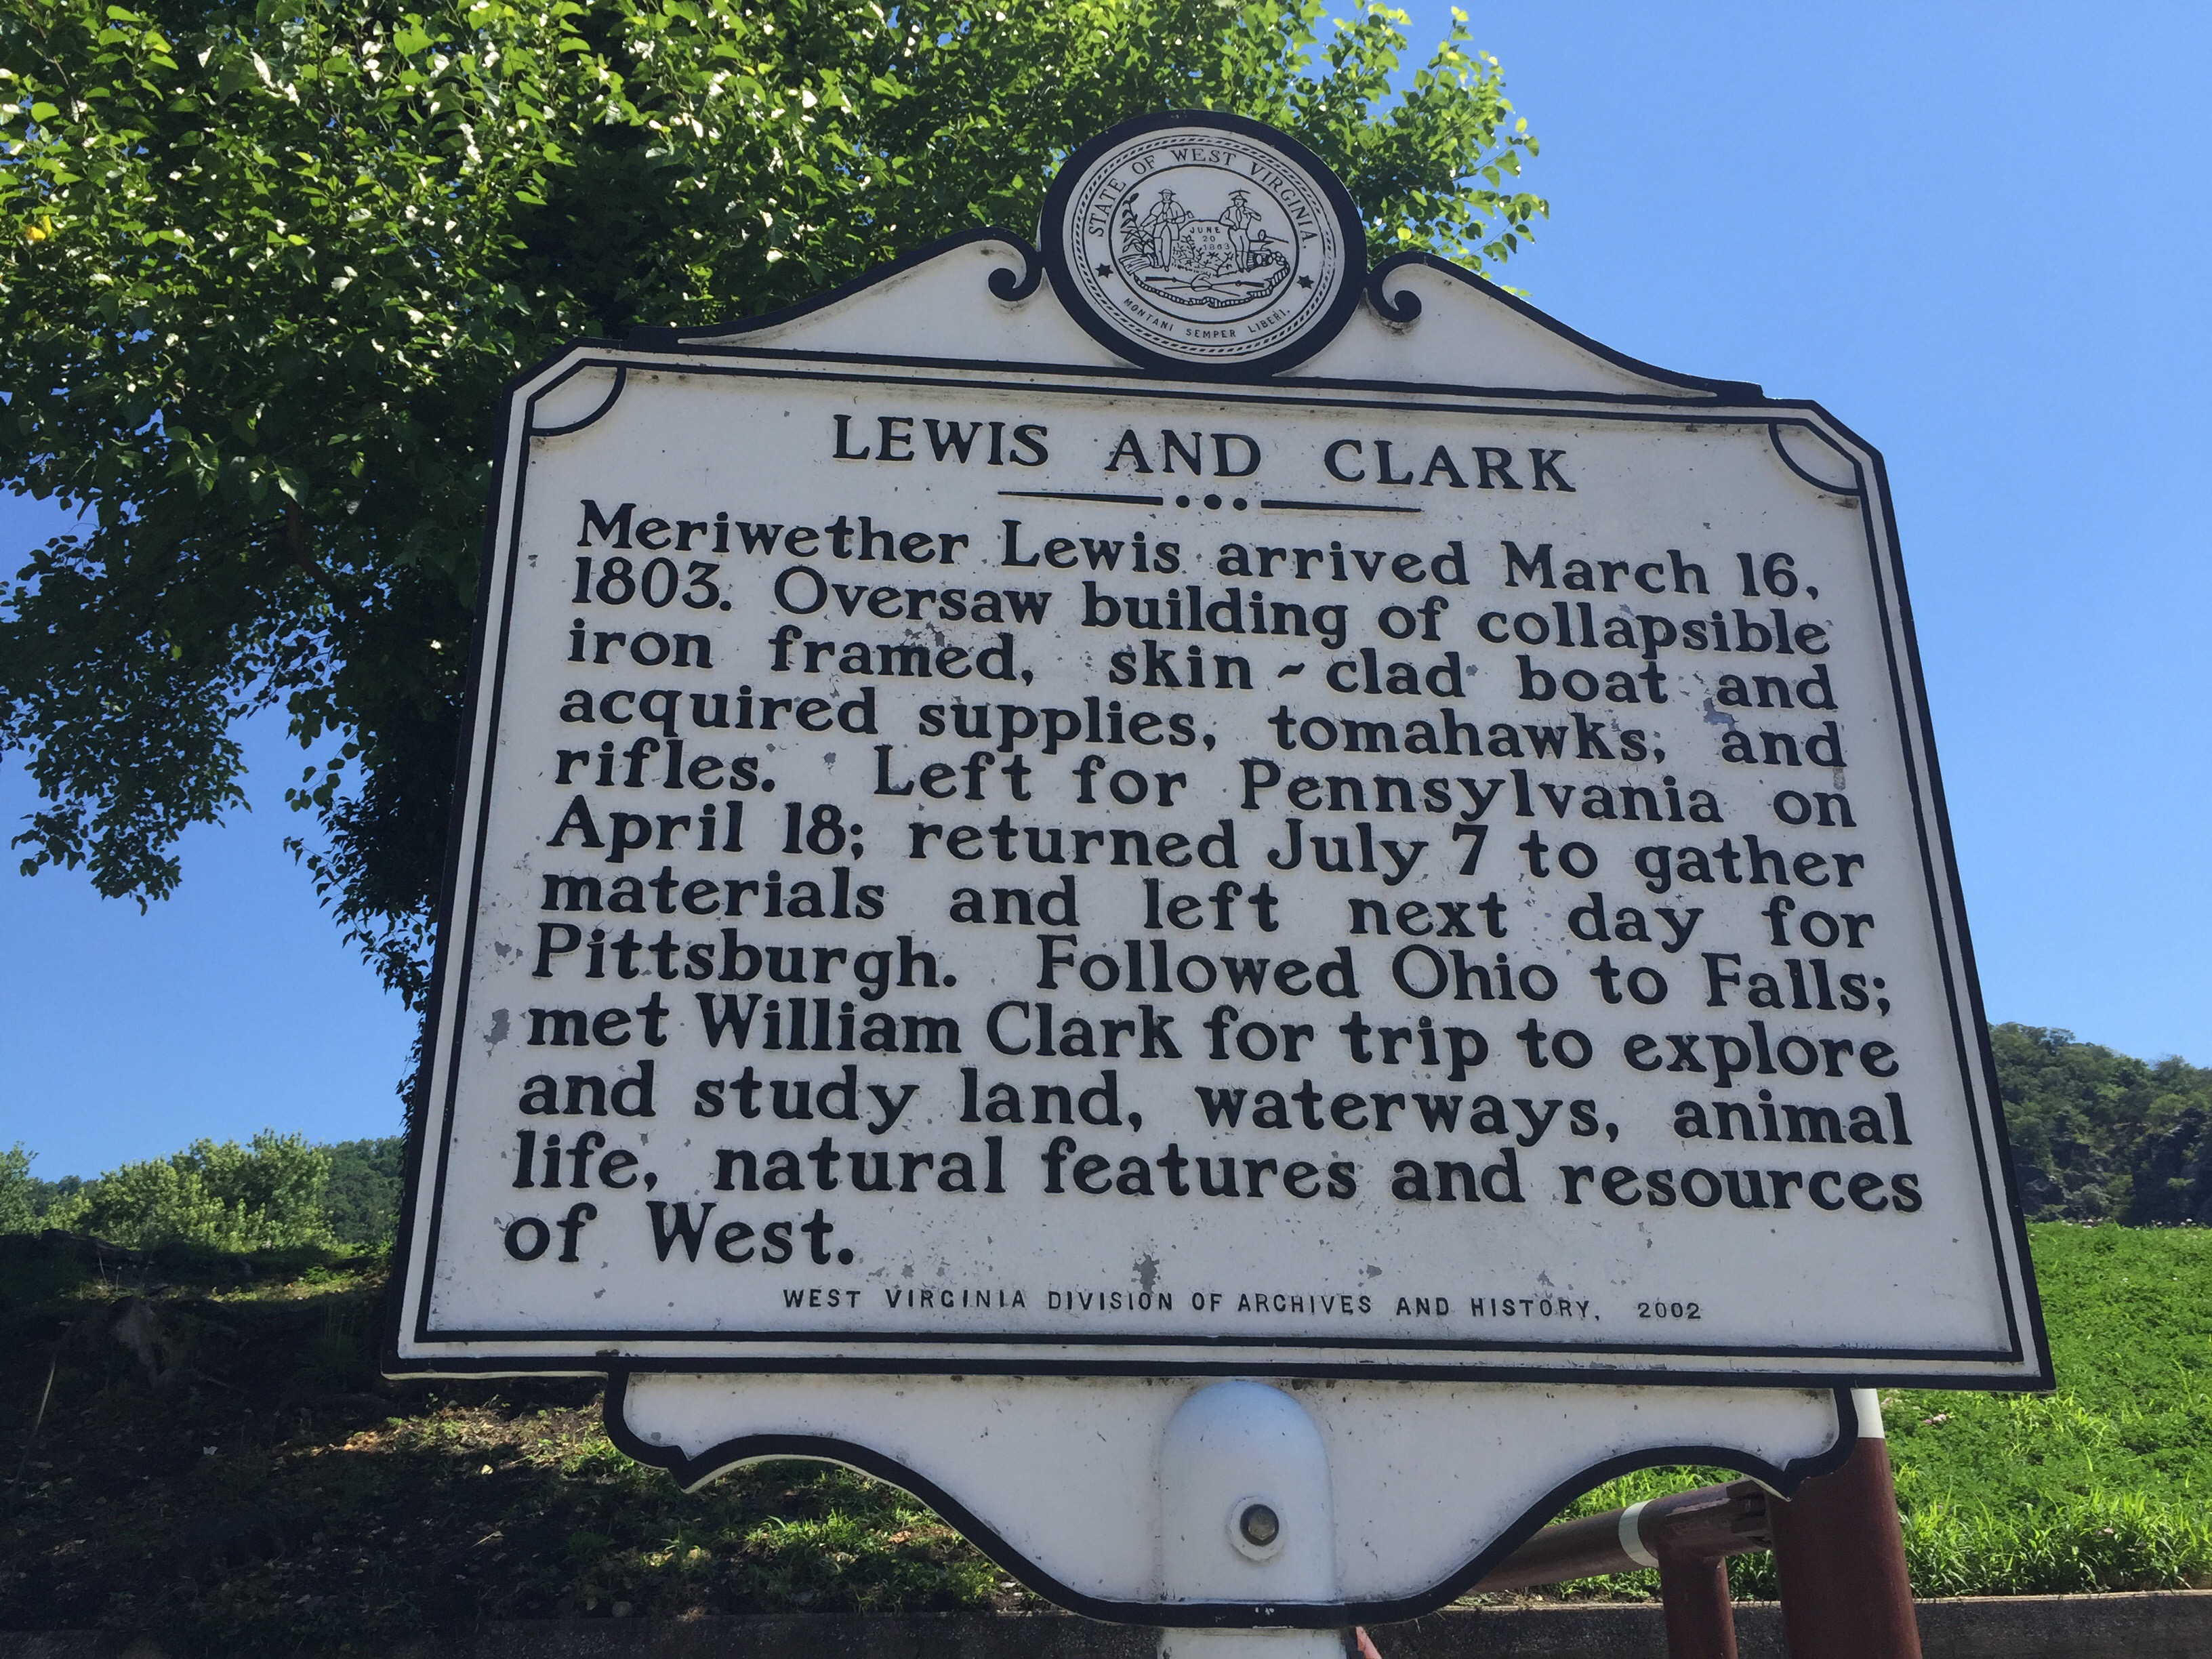 STATE OF WEST VIRGINIA.
JUNE
20
1863
MONTANI SEMPER LIBERI.
LEWIS AND CLARK
Meriwether Lewis arrived March 16,
1803. Oversaw building of collapsible
iron framed, skin-clad boat and
acquired supplies, tomahawks, and
rifles. Left for Pennsylvania on
April 18; returned July 7 to gather
materials and left next day for
Pittsburgh. Followed Ohio to Falls;
met William Clark for trip to explore
and study land, waterways, animal
life, natural features and resources
of West.
WEST VIRGINIA DIVISION OF ARCHIVES AND HISTORY, 2002